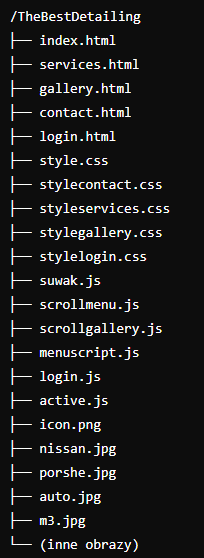 /TheBestDetailing
├── index.html
├── services.html
├── gallery.html
├── contact.html
├── login.html
├── style.css
├── stylecontact.css
├── styleservices.css
├── stylegallery.css
├── stylelogin.css
├── suwak.js
├── scrollmenu.js
├── scrollgallery.js
├── menuscript.js
├── login.js
├── active.js
├── icon.png
├── nissan.jpg
├── porshe.jpg
├── auto.jpg
├── m3.jpg
└── (inne obrazy)